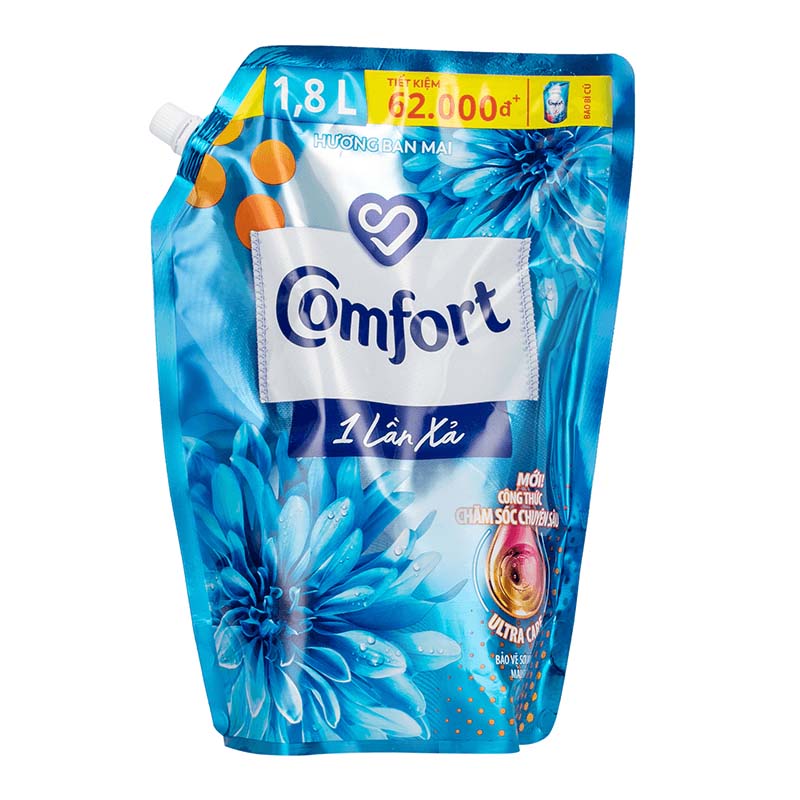 1,8 L
TIẾT KIỆM
62.000đ+
BAO BÌ CŨ
Comfort
HƯƠNG BAN MAI
Comfort
1 Lần Xả
MỚI!
CÔNG THỨC
CHĂM SÓC CHUYÊN SÂU
ULTRA CARE
BẢO VỆ